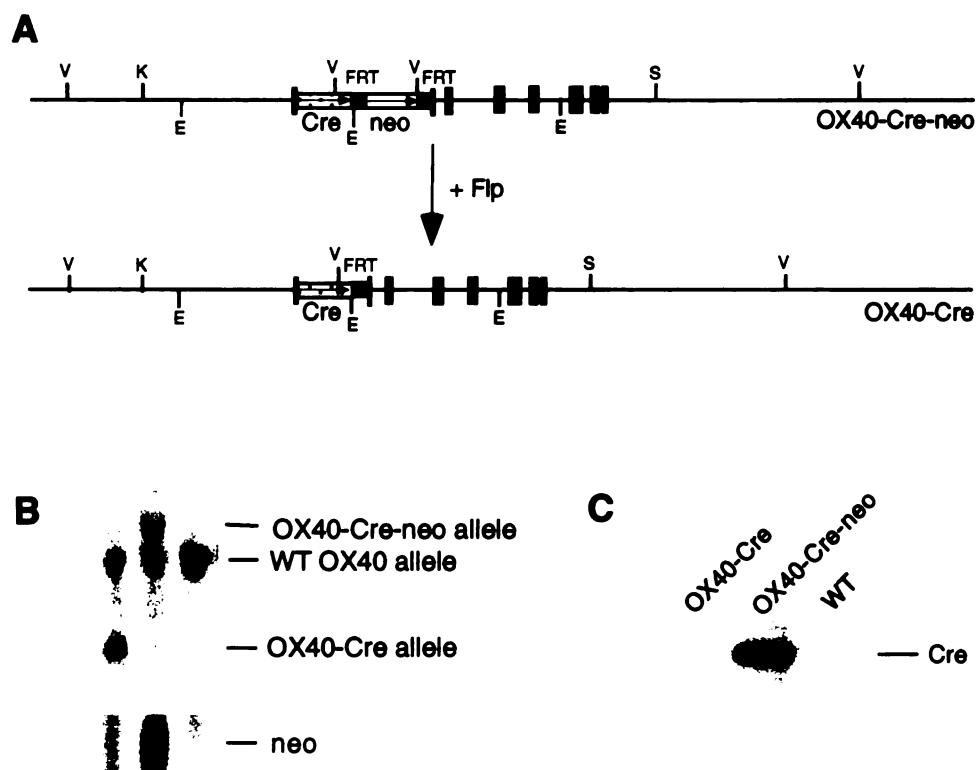 A
V K V FRT V FRT S V
E Cre E neo E OX40-Cre-neo
+ Flp
V K V FRT S V
E Cre E E OX40-Cre
B
OX40-Cre-neo allele
WT OX40 allele
OX40-Cre allele
neo
C
OX40-Cre
OX40-Cre-neo
WT
Cre